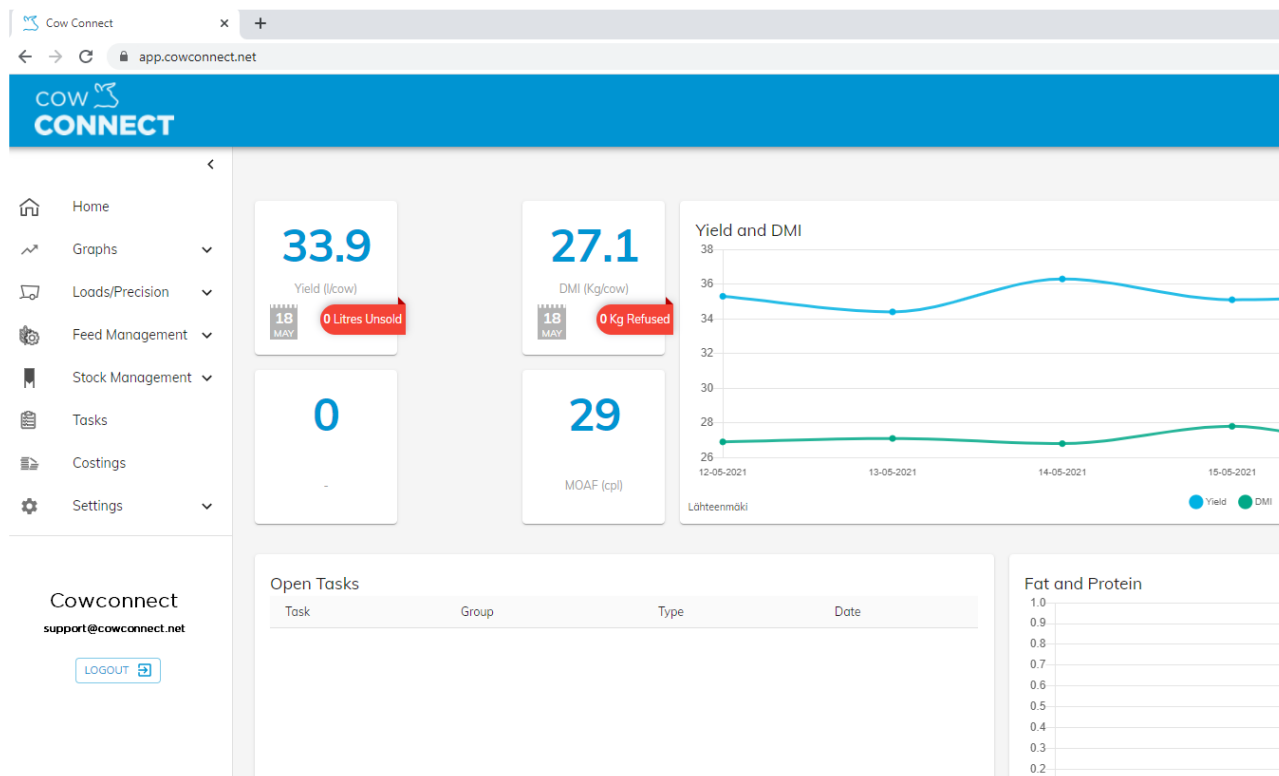 Cow Connect
app.cowconnect.net
COW
CONNECT
Home
Graphs
Loads/Precision
Feed Management
Stock Management
Tasks
Costings
Settings
Cowconnect
support@cowconnect.net
LOGOUT
33.9
Yield (l/cow)
18
MAY
0 Litres Unsold
27.1
DMI (Kg/cow)
18
MAY
0 Kg Refused
0
-
29
MOAF (cpl)
Yield and DMI
38
36
34
32
30
28
26
12-05-2021 13-05-2021 14-05-2021 15-05-2021
Lähteenmäki
Yield DMI
Open Tasks
Task Group Type Date
Fat and Protein
1.0
0.9
0.8
0.7
0.6
0.5
0.4
0.3
0.2